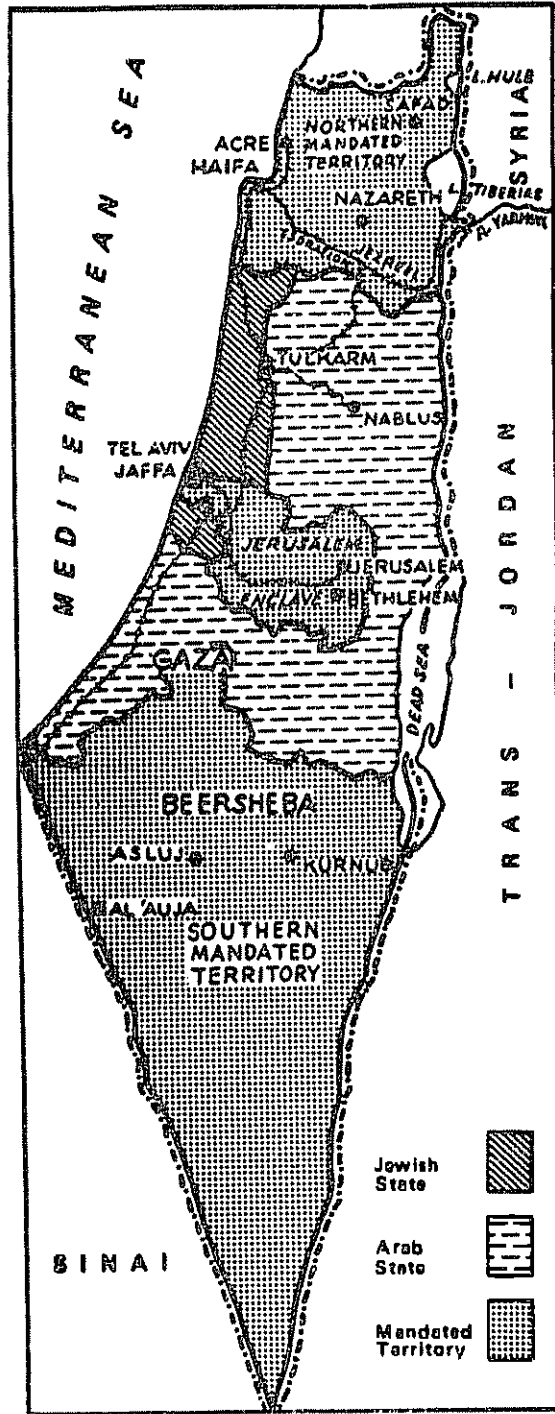 MEDITERRANEAN SEA
L. HULE
SAFAD
SYRIA
ACRE
HAIFA
NORTHERN
MANDATED
TERRITORY
L. TIBERIAS
NAZARETH
R. YARMUK
JEZREEL
TULKARM
NABLUS
TEL AVIV
JAFFA
JERUSALEM
ENCLAVE
JERUSALEM
BETHLEHEM
TRANS - JORDAN
GAZA
DEAD SEA
BEERSHEBA
ASLUJ
KURNUB
AL 'AUJA
SOUTHERN
MANDATED
TERRITORY
SINAI
Jewish
State
Arab
State
Mandated
Territory